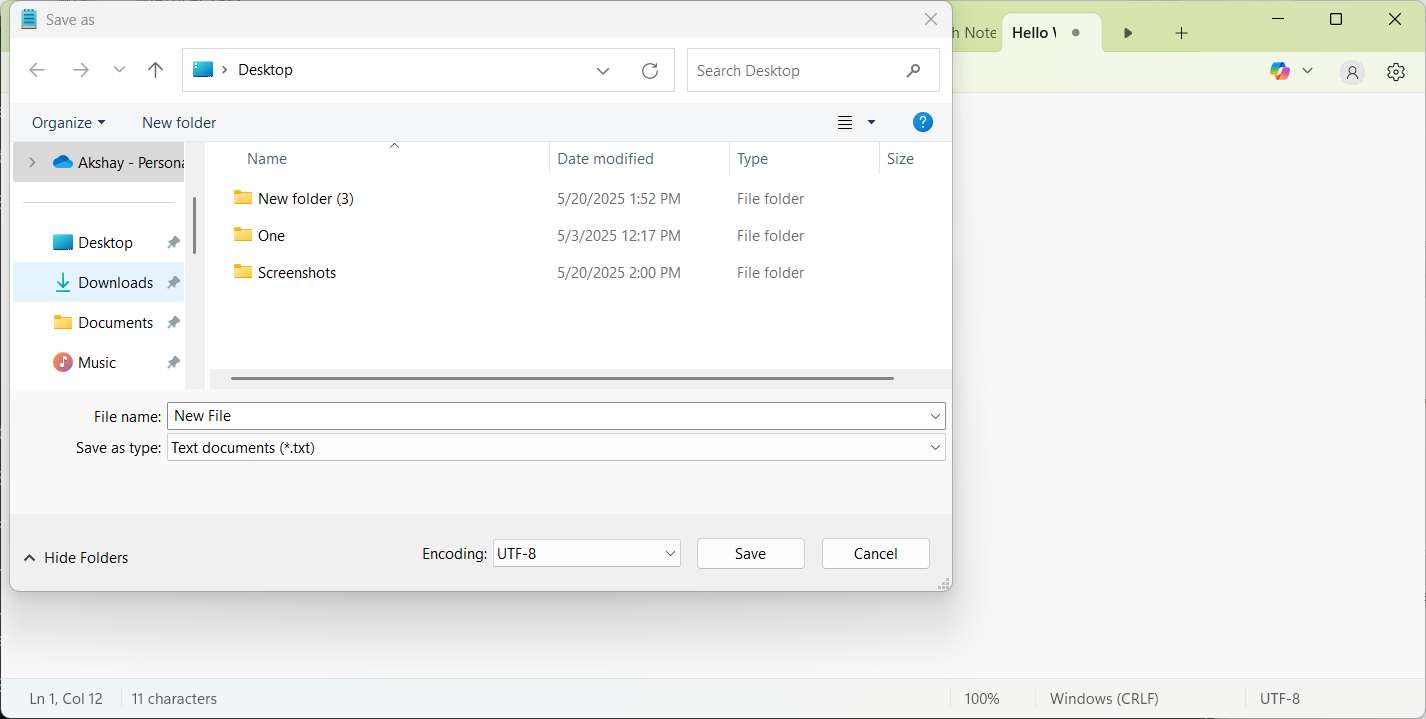 Save as
h Note
Hello
Desktop
Search Desktop
Organize
New folder
?
Akshay - Persona
Name
Date modified
Type
Size
New folder (3)
5/20/2025 1:52 PM
File folder
One
5/3/2025 12:17 PM
File folder
Screenshots
5/20/2025 2:00 PM
File folder
Desktop
Downloads
Documents
Music
File name:
New File
Save as type:
Text documents (*.txt)
Hide Folders
Encoding:
UTF-8
Save
Cancel
Ln 1, Col 12
11 characters
100%
Windows (CRLF)
UTF-8